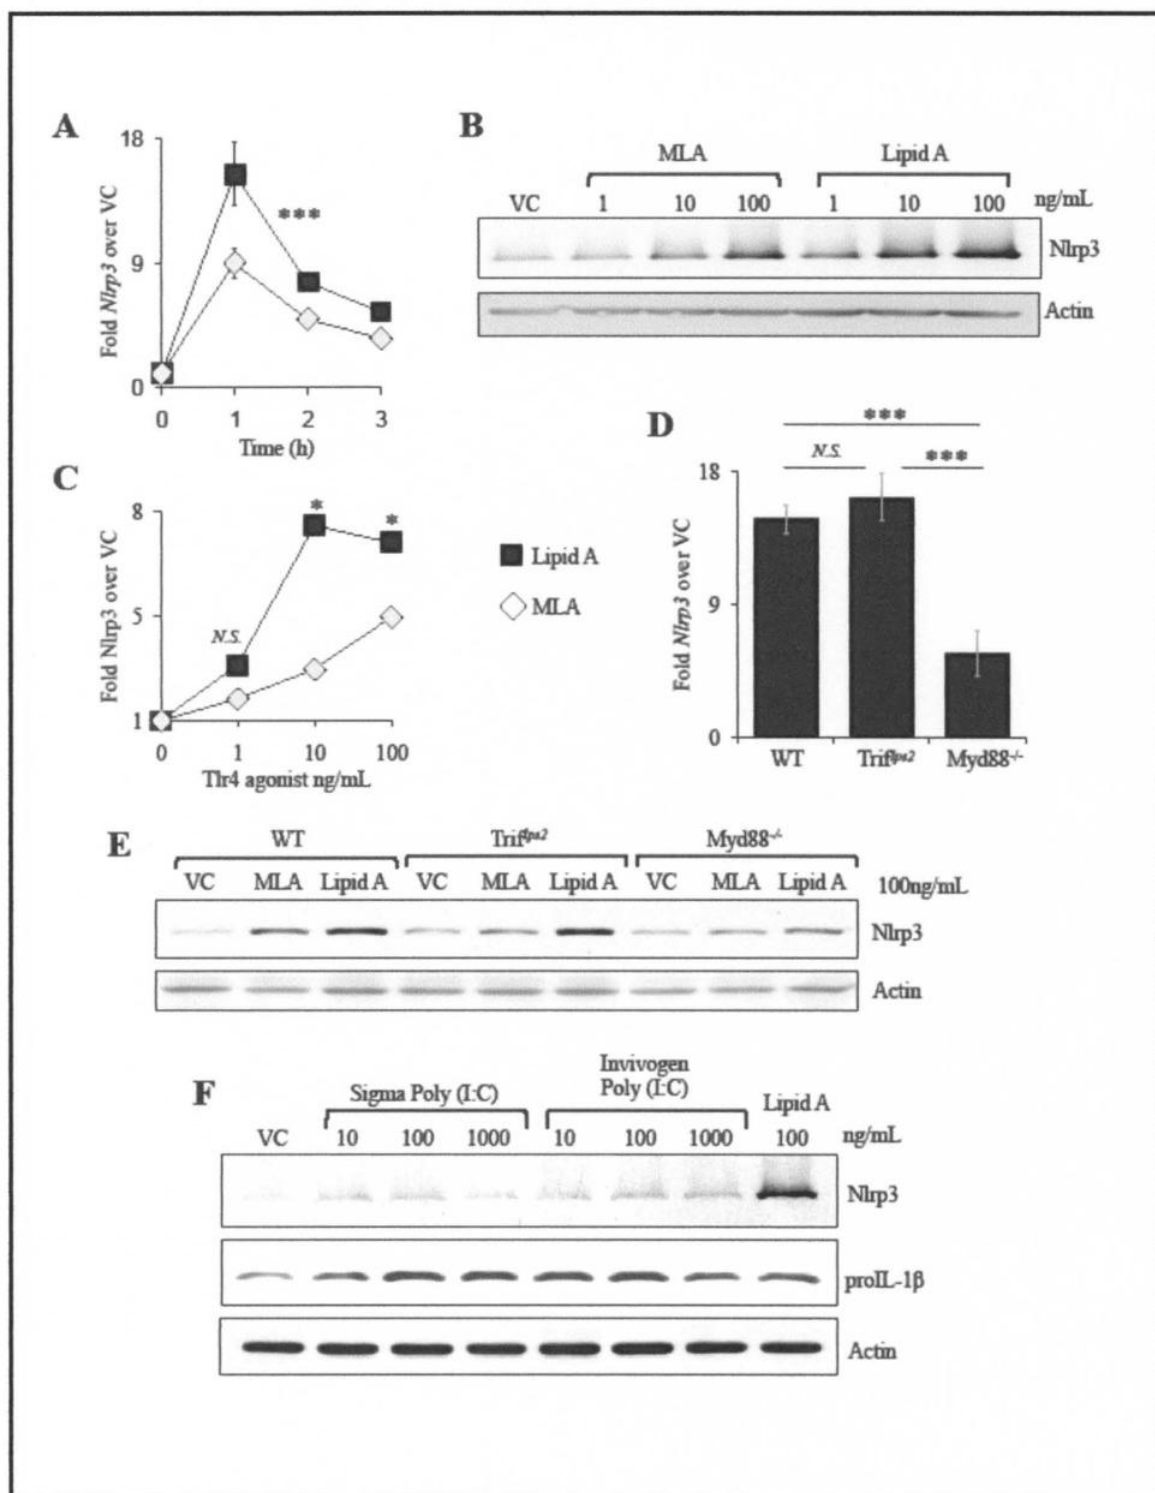 A
18
9
0
Fold Nlrp3 over VC
***
0 1 2 3
Time (h)
B
MLA Lipid A
VC 1 10 100 1 10 100 ng/mL
Nlrp3
Actin
C
8
5
1
Fold Nlrp3 over VC
N.S.
*
*
0 1 10 100
Tlr4 agonist ng/mL
Lipid A
MLA
D
***
N.S. ***
18
9
0
Fold Nlrp3 over VC
WT Trif^lps2 Myd88^-/-
E
WT Trif^lps2 Myd88^-/-
VC MLA Lipid A VC MLA Lipid A VC MLA Lipid A 100ng/mL
Nlrp3
Actin
F
Sigma Poly (I:C)
Invivogen
Poly (I:C)
Lipid A
VC 10 100 1000 10 100 1000 100 ng/mL
Nlrp3
proIL-1β
Actin